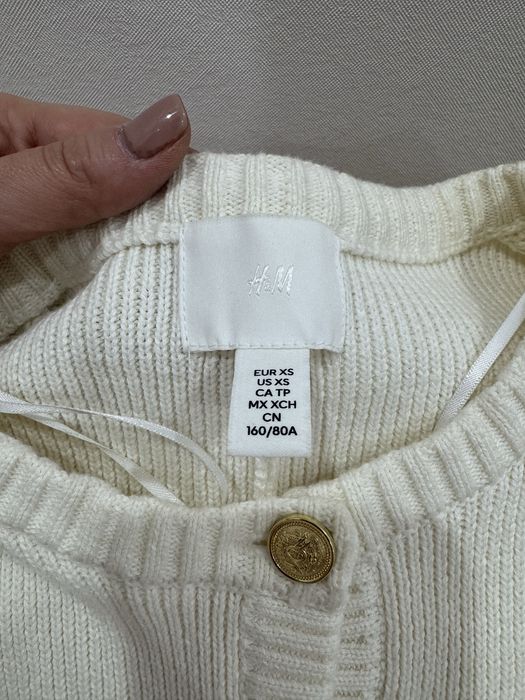 H&M
EUR XS
US XS
CA TP
MX XCH
CN
160/80A